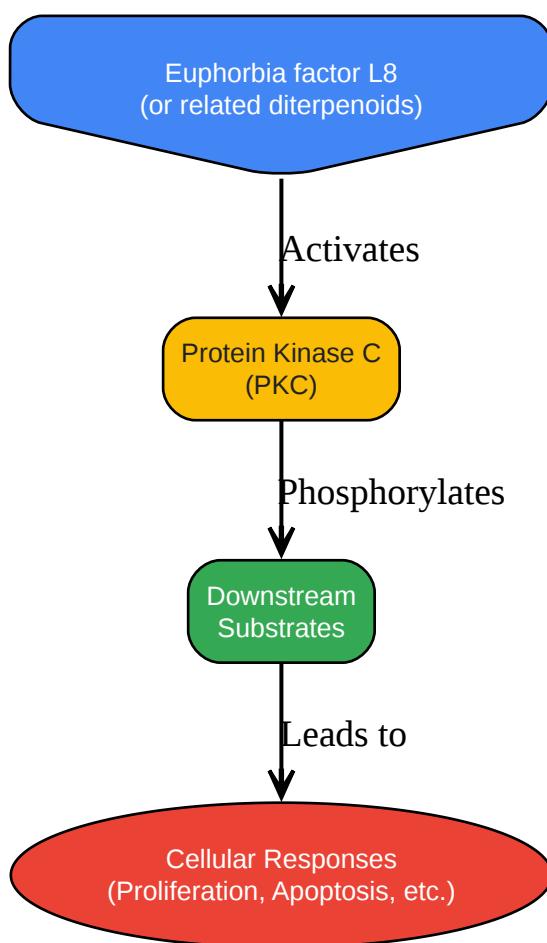 Euphorbia factor L8
(or related diterpenoids)
Activates
Protein Kinase C
(PKC)
Phosphorylates
Downstream
Substrates
Leads to
Cellular Responses
(Proliferation, Apoptosis, etc.)